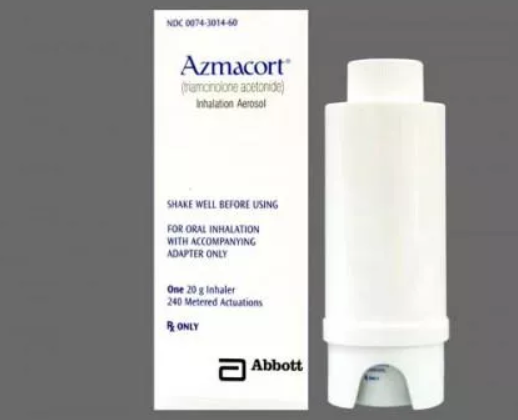 NDC 0074-3014-60
Azmacort®
(triamcinolone acetonide)
Inhalation Aerosol
SHAKE WELL BEFORE USING
FOR ORAL INHALATION
WITH ACCOMPANYING
ADAPTER ONLY
One 20 g Inhaler
240 Metered Actuations
℞ ONLY
Abbott